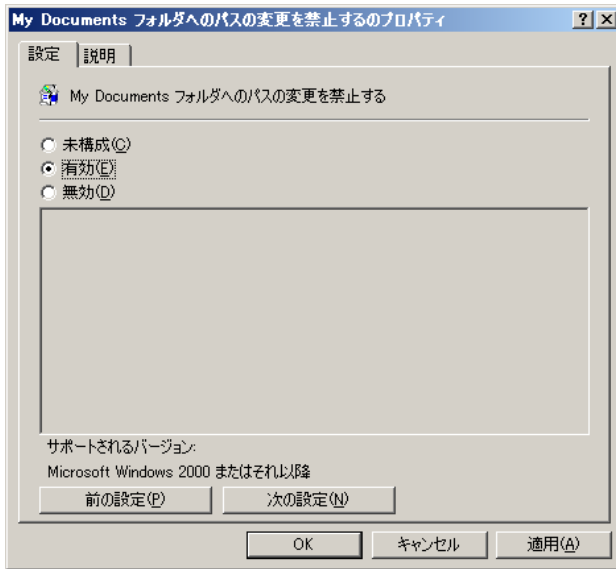 My Documents フォルダへのパスの変更を禁止するのプロパティ
設定 説明
My Documents フォルダへのパスの変更を禁止する
未構成(C)
有効(E)
無効(D)
サポートされるバージョン:
Microsoft Windows 2000 またはそれ以降
前の設定(P) 次の設定(N)
OK キャンセル 適用(A)